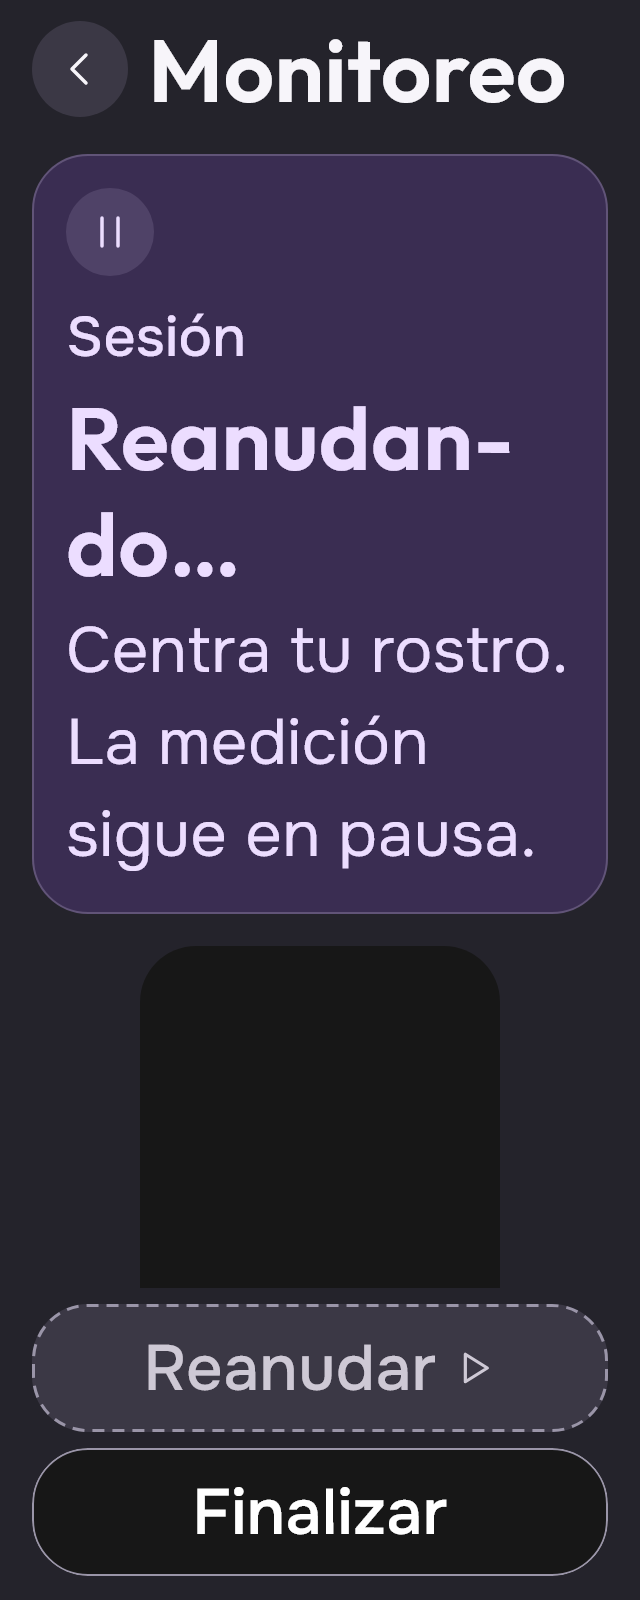 Monitoreo
Sesión
Reanudan-
do...
Centra tu rostro.
La medición
sigue en pausa.
Reanudar
Finalizar